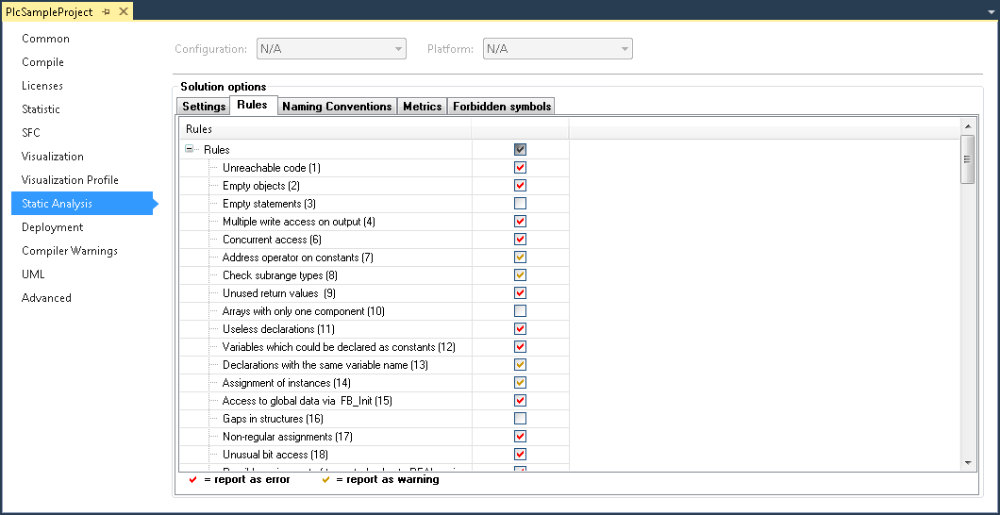 PlcSampleProject
Common
Compile
Licenses
Statistic
SFC
Visualization
Visualization Profile
Static Analysis
Deployment
Compiler Warnings
UML
Advanced
Configuration: N/A Platform: N/A
Solution options
Settings Rules Naming Conventions Metrics Forbidden symbols
Rules
Rules
Unreachable code (1)
Empty objects (2)
Empty statements (3)
Multiple write access on output (4)
Concurrent access (6)
Address operator on constants (7)
Check subrange types (8)
Unused return values (9)
Arrays with only one component (10)
Useless declarations (11)
Variables which could be declared as constants (12)
Declarations with the same variable name (13)
Assignment of instances (14)
Access to global data via FB_Init (15)
Gaps in structures (16)
Non-regular assignments (17)
Unusual bit access (18)
= report as error = report as warning